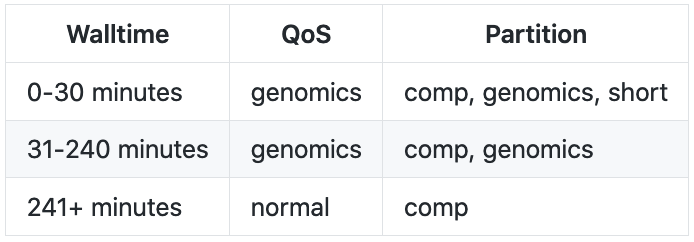 Walltime QoS Partition
0-30 minutes genomics comp, genomics, short
31-240 minutes genomics comp, genomics
241+ minutes normal comp